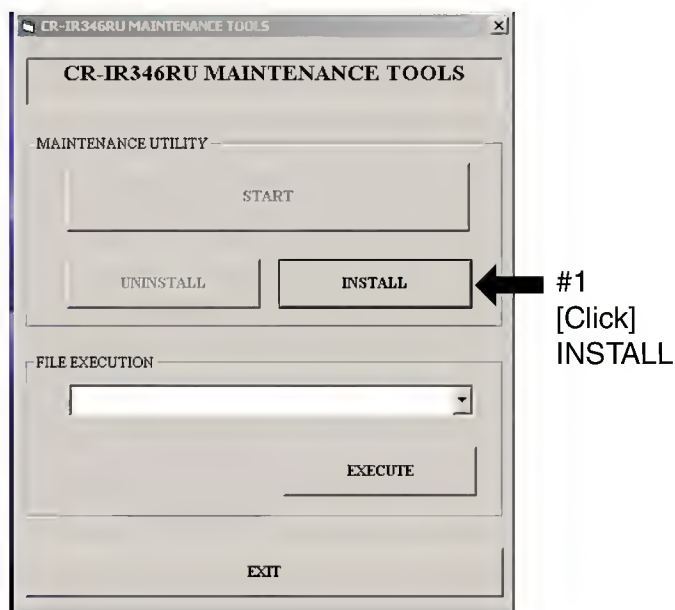 CR-IR346RU MAINTENANCE TOOLS
CR-IR346RU MAINTENANCE TOOLS
MAINTENANCE UTILITY
START
UNINSTALL
INSTALL
#1
[Click]
INSTALL
FILE EXECUTION
EXECUTE
EXIT